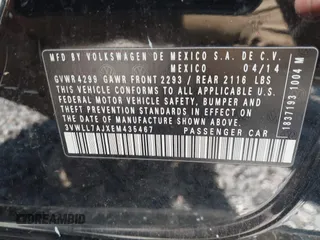 MFD BY VOLKSWAGEN DE MEXICO S.A. DE C.V.
MEXICO 04/14
GVWR 4299 GAWR FRONT 2293 / REAR 2116 LBS
THIS VEHICLE CONFORMS TO ALL APPLICABLE
FEDERAL MOTOR VEHICLE SAFETY, BUMPER AND
THEFT PREVENTION STANDARDS IN EFFECT ON
THE DATE OF MANUFACTURE SHOWN ABOVE.
3VWLL7AJXEM435467 PASSENGER CAR
1837193-1004 M